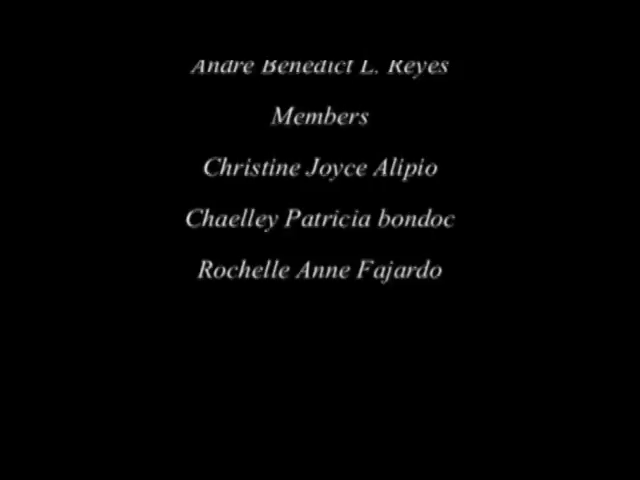 Andre Benedict L. Reyes
Members
Christine Joyce Alipio
Chaelley Patricia bondoc
Rochelle Anne Fajardo